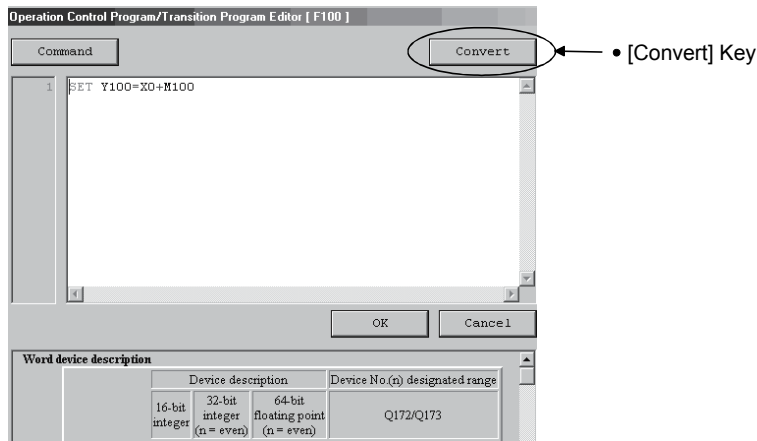 Operation Control Program/Transition Program Editor [ F100 ]
Command
Convert
• [Convert] Key
1
SET Y100=X0+M100
OK
Cancel
Word device description
Device description
Device No.(n) designated range
16-bit
integer
32-bit
integer
(n = even)
64-bit
floating point
(n = even)
Q172/Q173